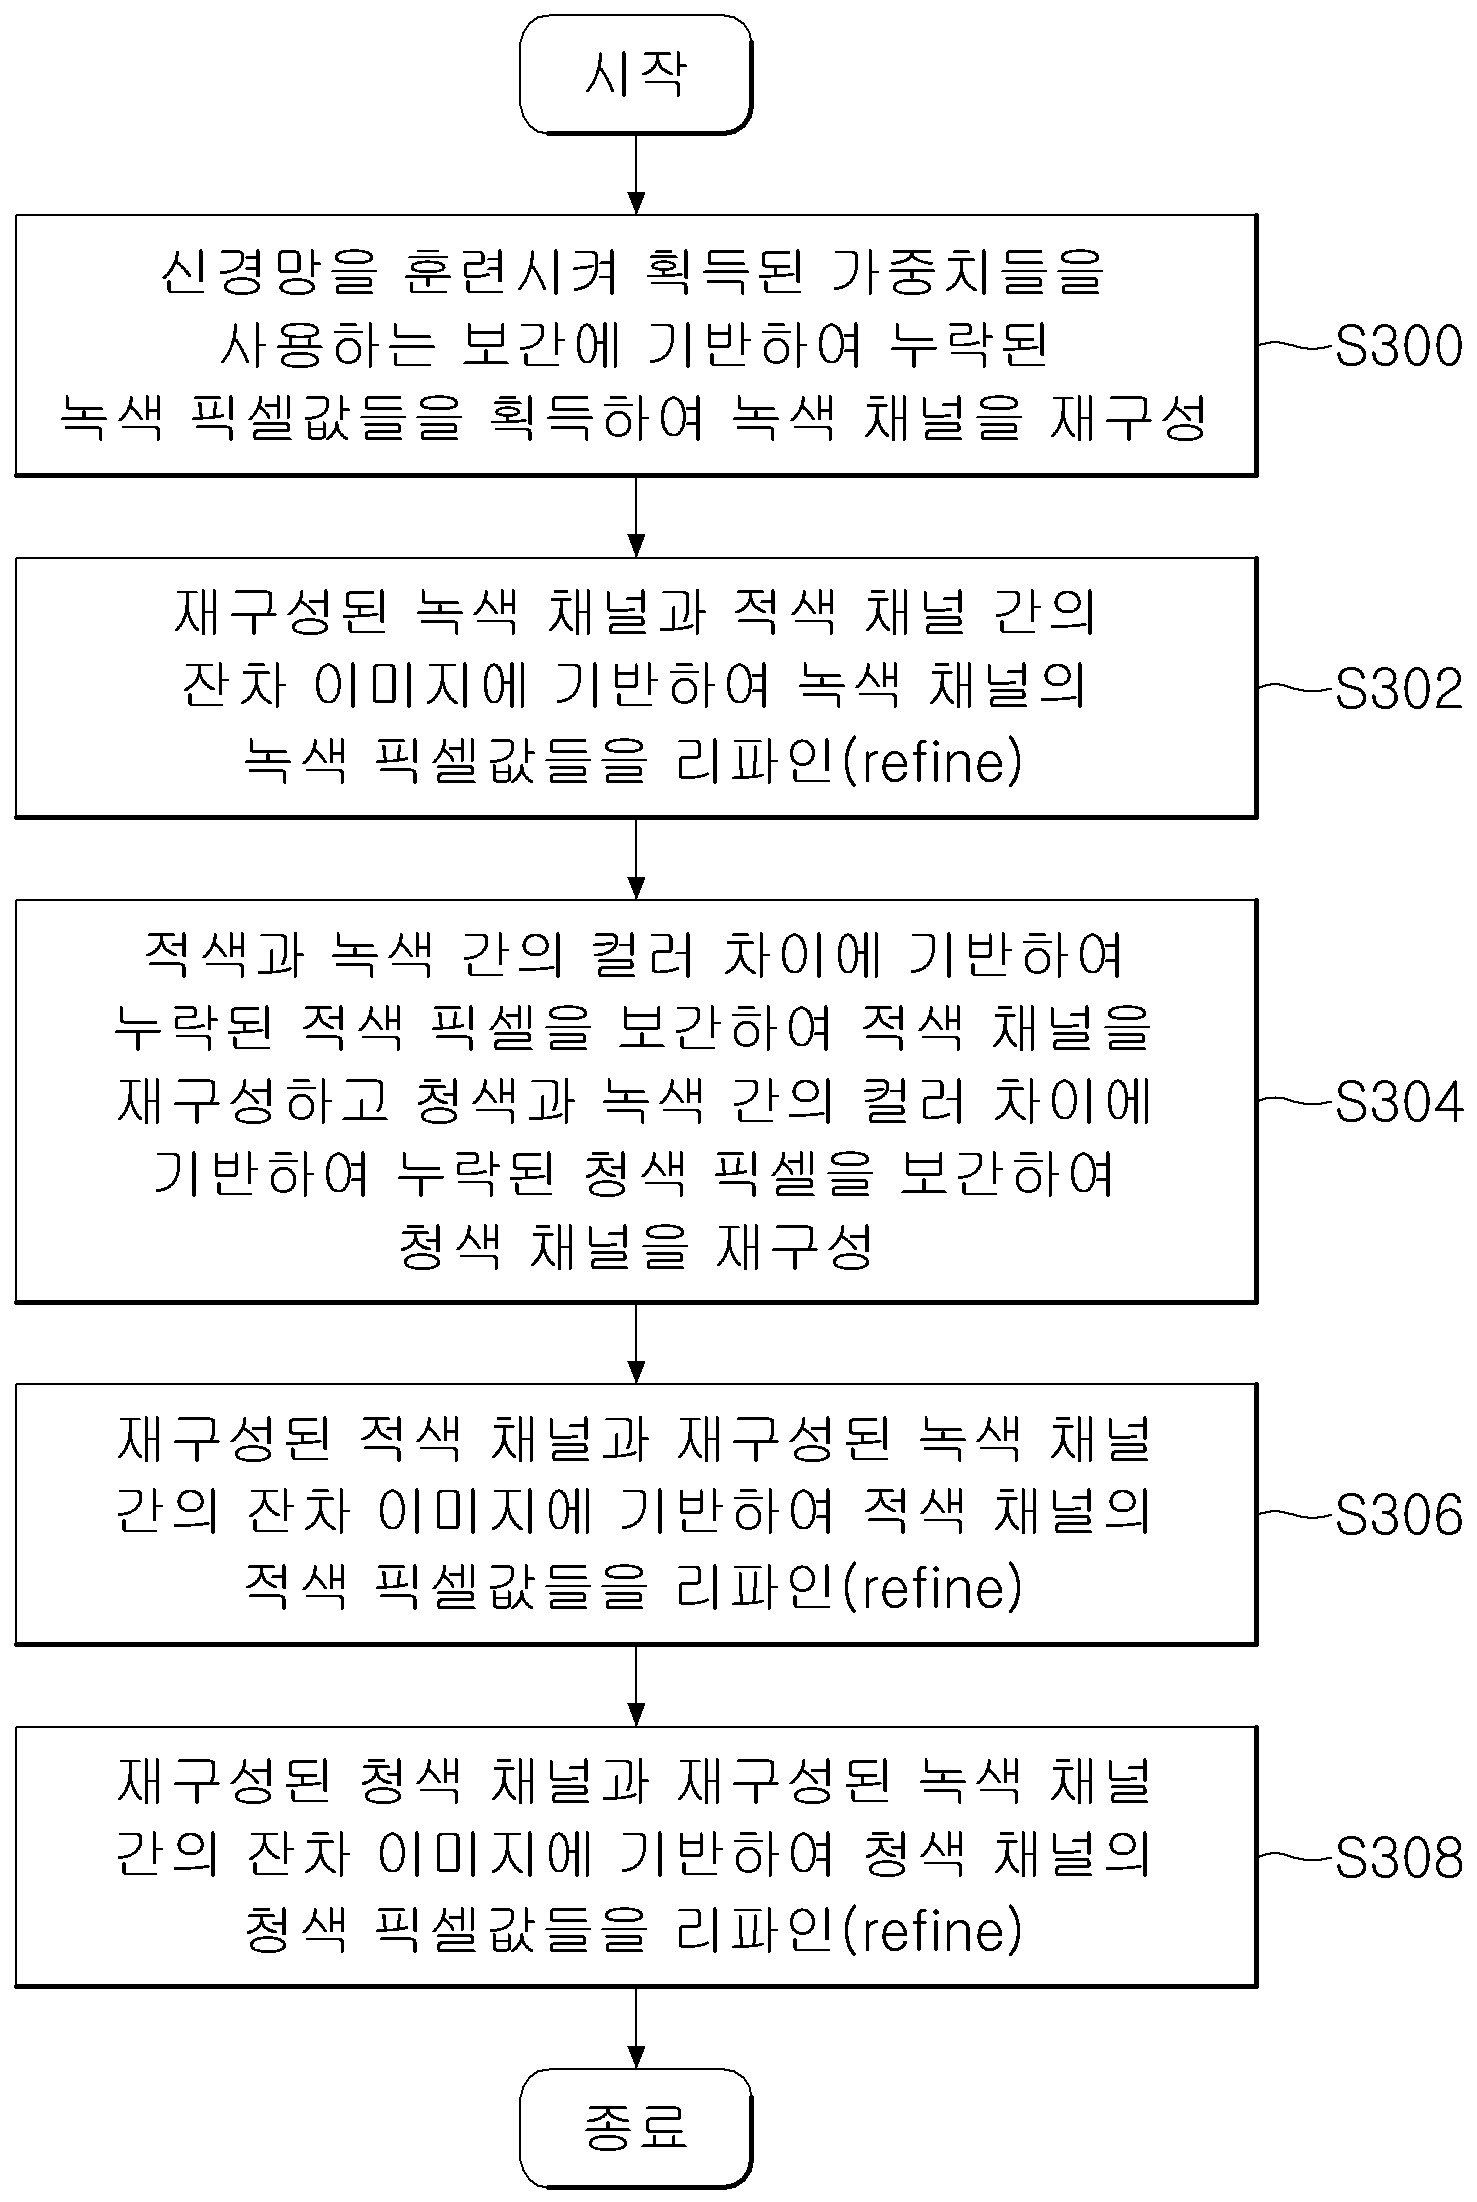 시작
신경망을 훈련시켜 획득된 가중치들을
사용하는 보간에 기반하여 누락된
녹색 픽셀값들을 획득하여 녹색 채널을 재구성
S300
재구성된 녹색 채널과 적색 채널 간의
잔차 이미지에 기반하여 녹색 채널의
녹색 픽셀값들을 리파인(refine)
S302
적색과 녹색 간의 컬러 차이에 기반하여
누락된 적색 픽셀을 보간하여 적색 채널을
재구성하고 청색과 녹색 간의 컬러 차이에
기반하여 누락된 청색 픽셀을 보간하여
청색 채널을 재구성
S304
재구성된 적색 채널과 재구성된 녹색 채널
간의 잔차 이미지에 기반하여 적색 채널의
적색 픽셀값들을 리파인(refine)
S306
재구성된 청색 채널과 재구성된 녹색 채널
간의 잔차 이미지에 기반하여 청색 채널의
청색 픽셀값들을 리파인(refine)
S308
종료